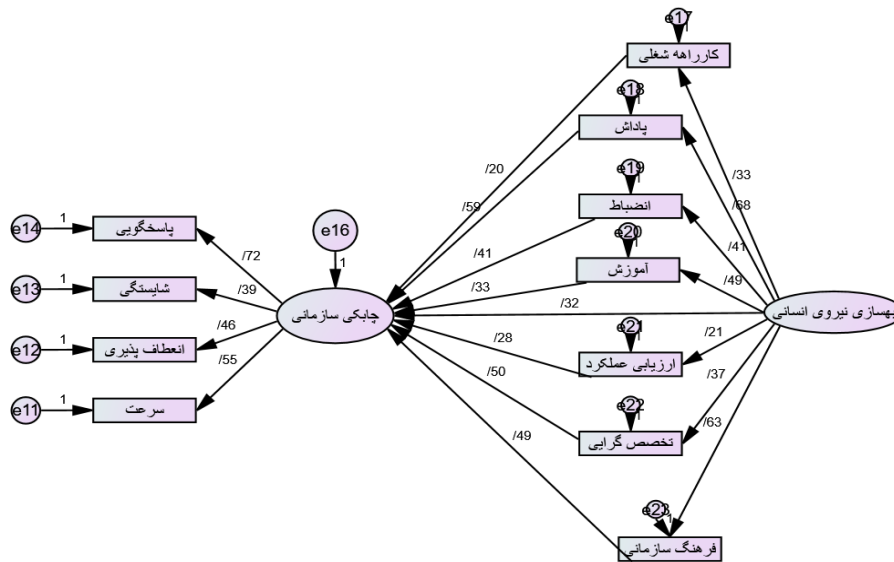 e17
کارراهه شغلی
e18
پاداش
/20
/33
e19
/59
/68
انضباط
e14
1
پاسخگویی
e16
e20
/41
/41
/72
1
آموزش
/49
e13
1
شایستگی
/39
/33
چابکی سازمانی
/32
بهسازی نیروی انسانی
e12
1
انعطاف پذیری
/46
/28
e21
/21
/55
ارزیابی عملکرد
/50
/37
e11
1
سرعت
e22
/63
/49
تخصص گرایی
e23
1
فرهنگ سازمانی